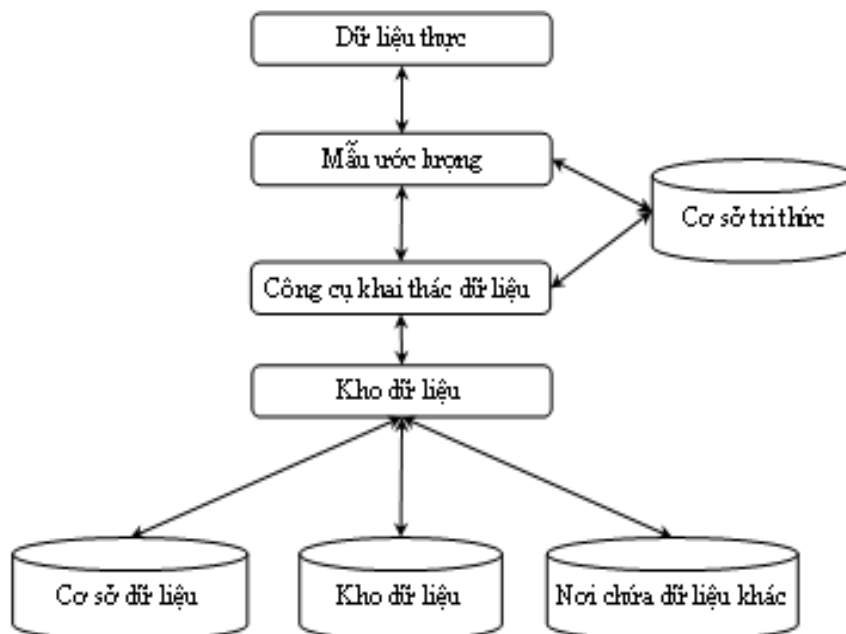 Dữ liệu thực
Mẫu ước lượng
Cơ sở tri thức
Công cụ khai thác dữ liệu
Kho dữ liệu
Cơ sở dữ liệu
Kho dữ liệu
Nơi chứa dữ liệu khác